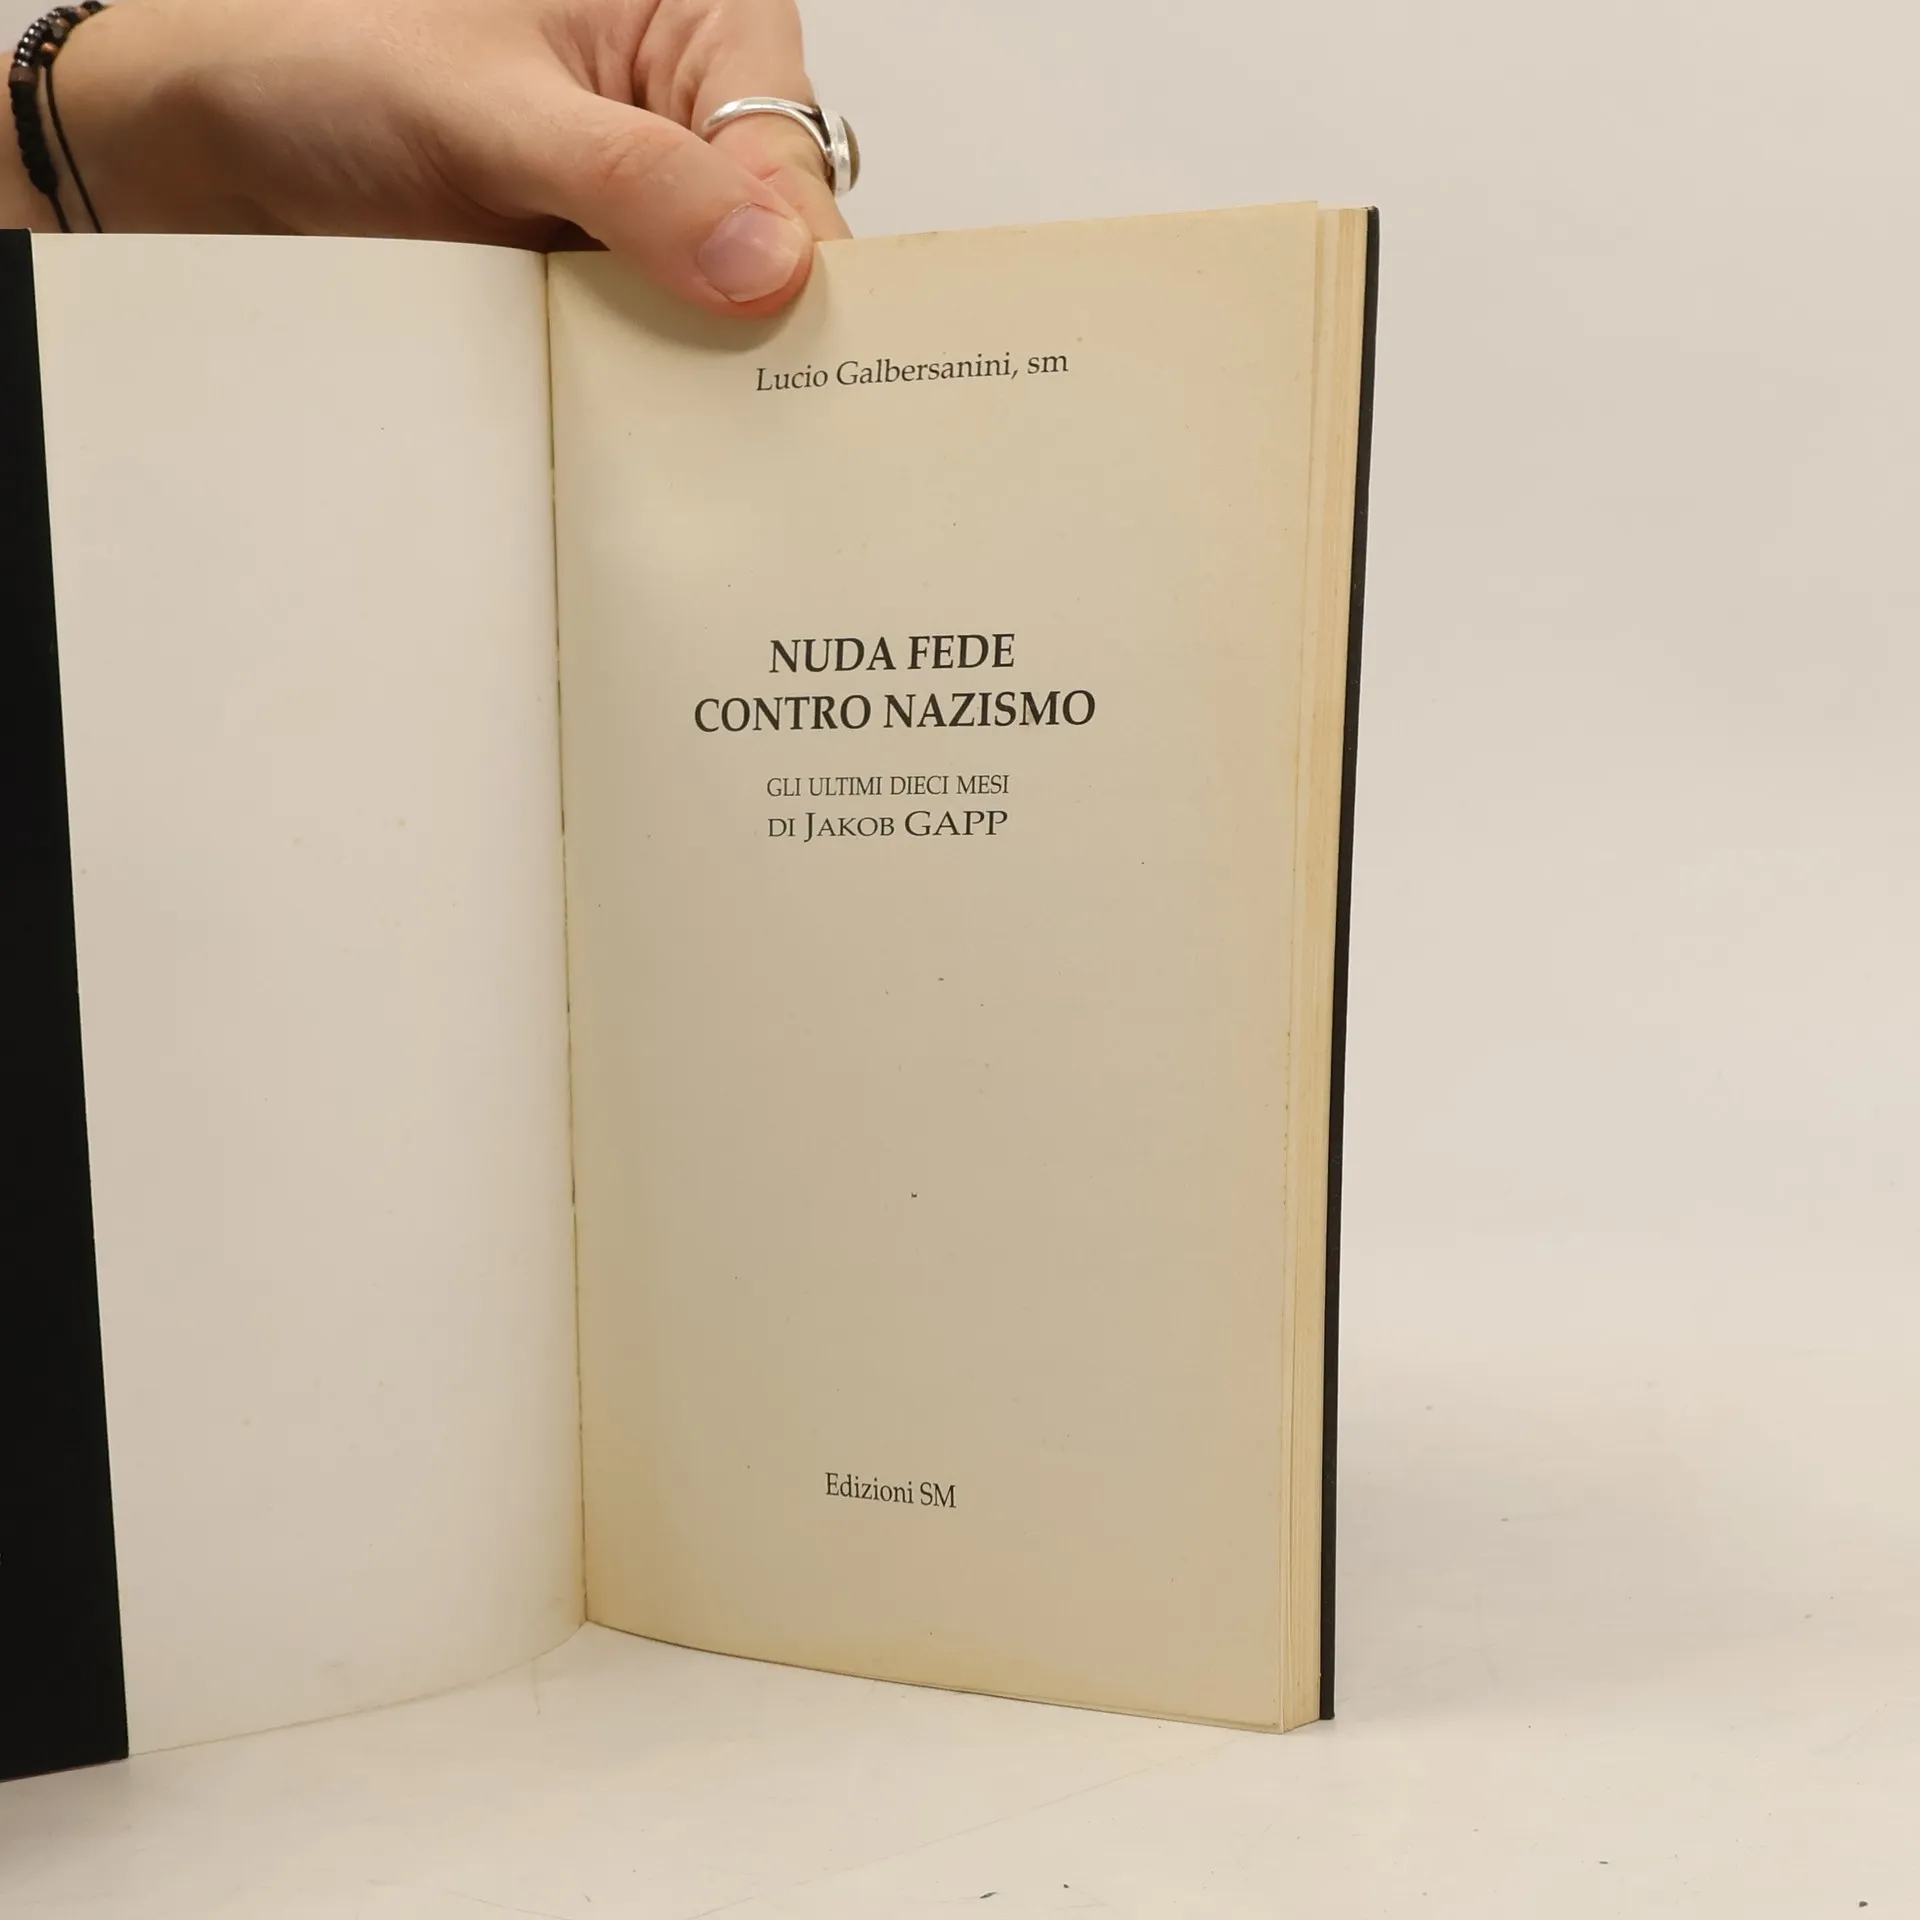 Lucio Galbersanini, sm
NUDA FEDE
CONTRO NAZISMO
GLI ULTIMI DIECI MESI
DI JAKOB GAPP
Edizioni SM